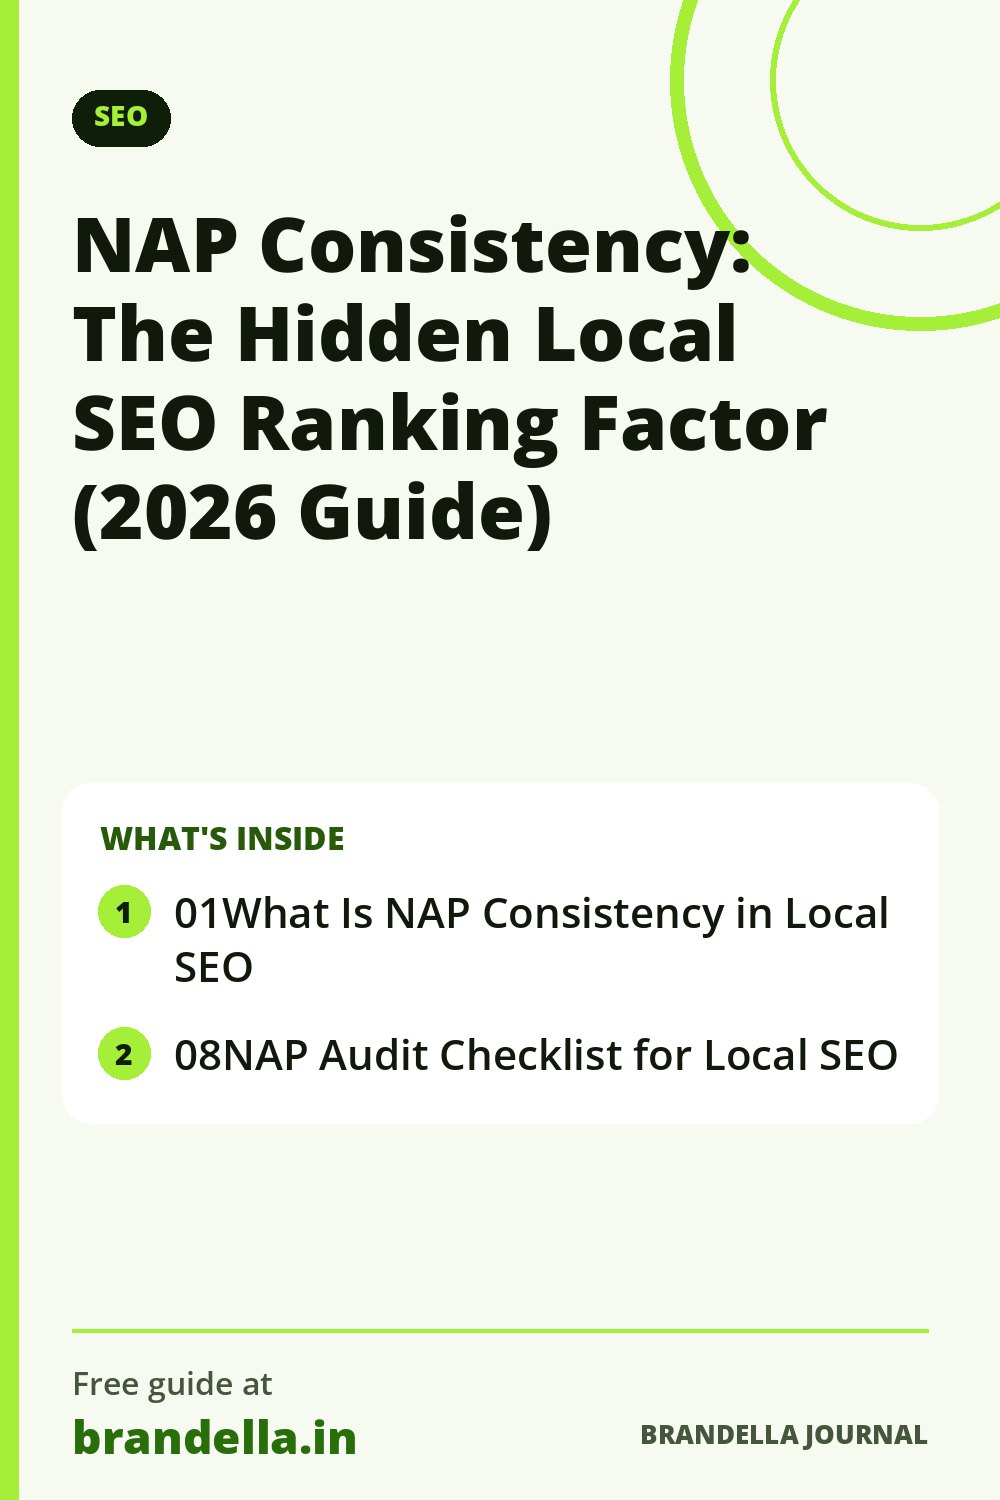 SEO
NAP Consistency:
The Hidden Local
SEO Ranking Factor
(2026 Guide)
WHAT'S INSIDE
1 01What Is NAP Consistency in Local
SEO
2 08NAP Audit Checklist for Local SEO
Free guide at
brandella.in
BRANDELLA JOURNAL